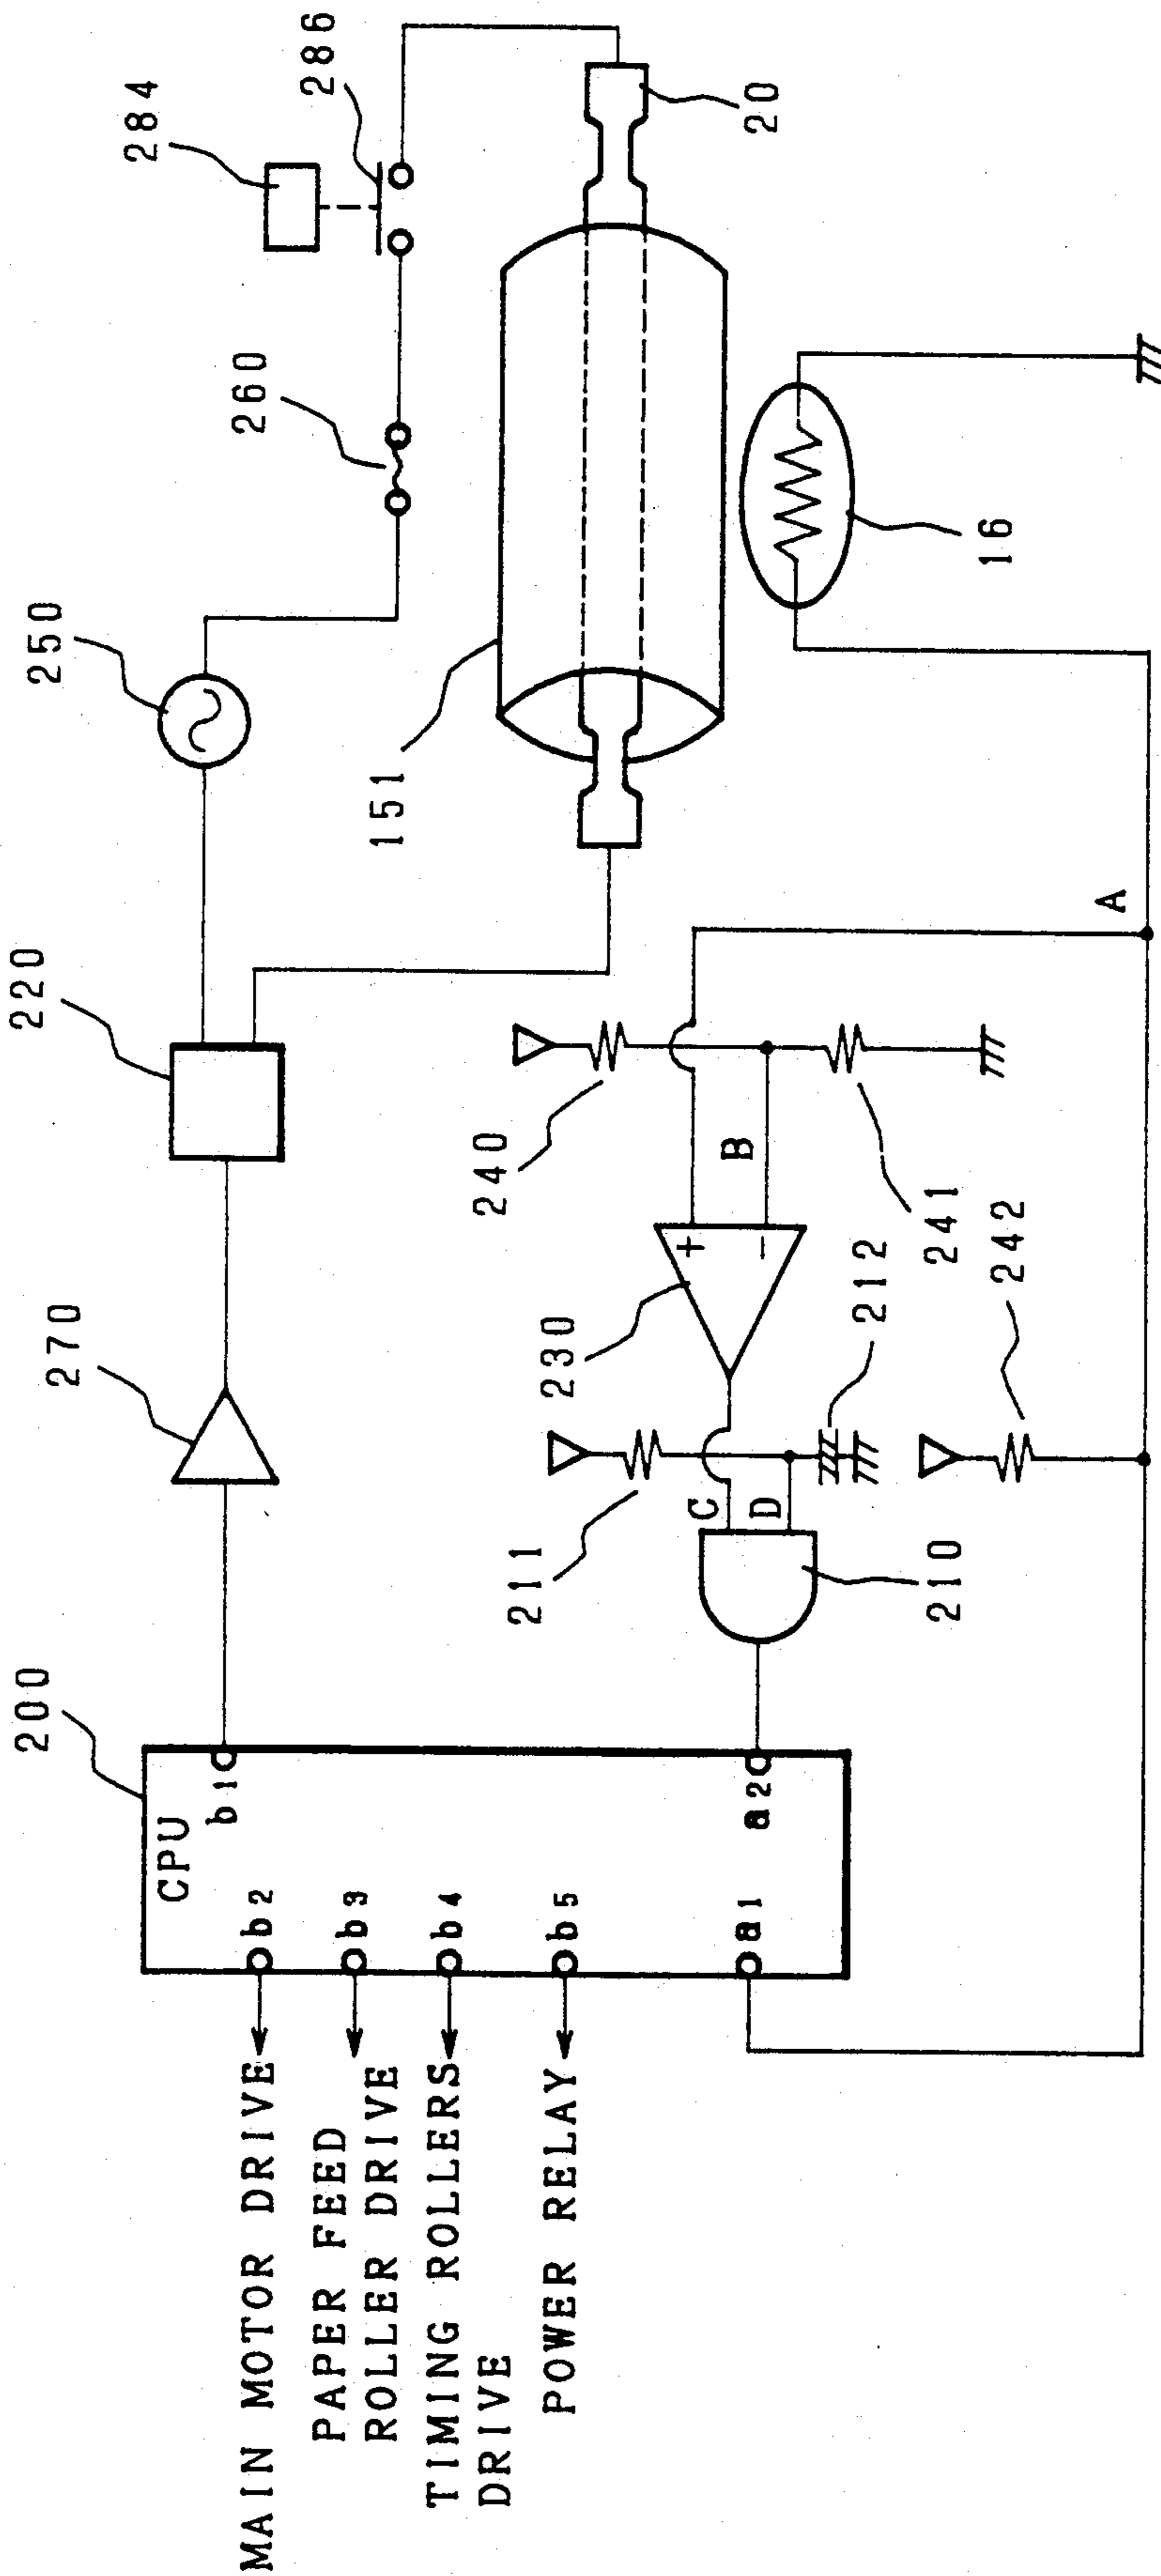 284
286
20
260
16
250
151
220
A
240
B
241
+
−
230
212
242
270
C
D
211
210
200
CPU
b1
a2
b2
b3
b4
b5
a1
MAIN MOTOR DRIVE
PAPER FEED
ROLLER DRIVE
TIMING ROLLERS
DRIVE
POWER RELAY